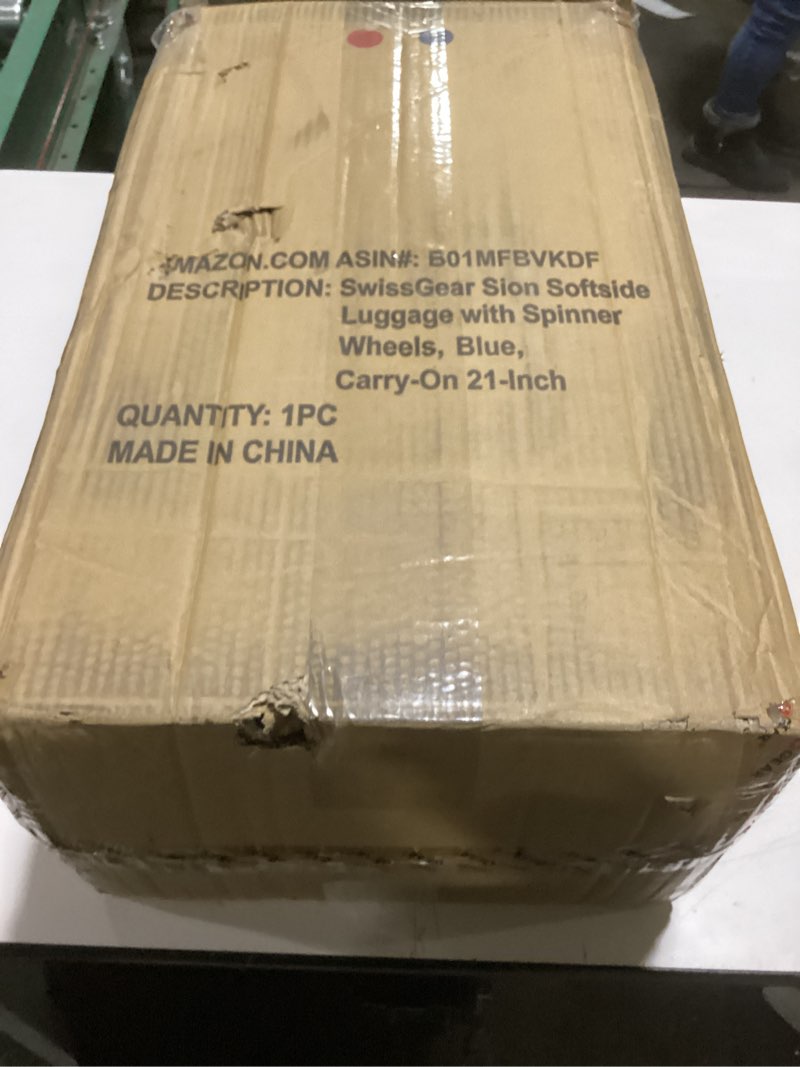 AMAZON.COM ASIN#: B01MFBVKDF
DESCRIPTION: SwissGear Sion Softside
Luggage with Spinner
Wheels, Blue,
Carry-On 21-Inch
QUANTITY: 1PC
MADE IN CHINA